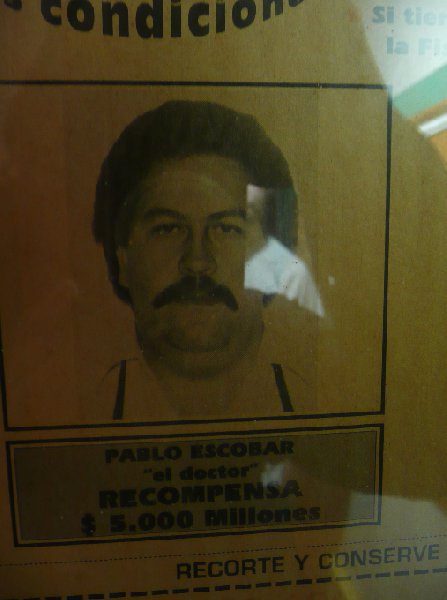 condicion
Si tie
la F
PABLO ESCOBAR
"el doctor"
RECOMPENSA
$ 5.000 Millones
RECORTE Y CONSERVE